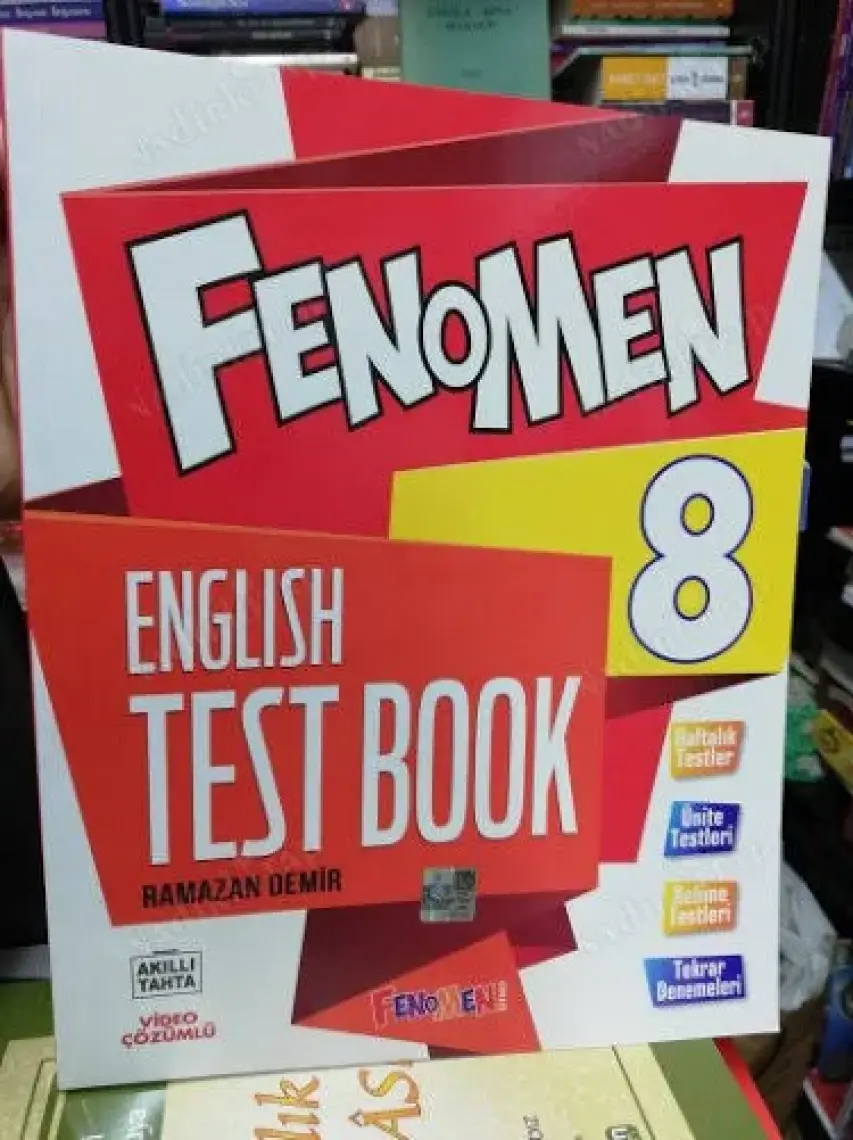 FENOMEN
8
ENGLISH
TEST BOOK
RAMAZAN DEMİR
Haftalık
Testler
Ünite
Testleri
Kelime
Testleri
Tekrar
Denemeleri
AKILLI
TAHTA
VİDEO
ÇÖZÜMLÜ
FENOMEN